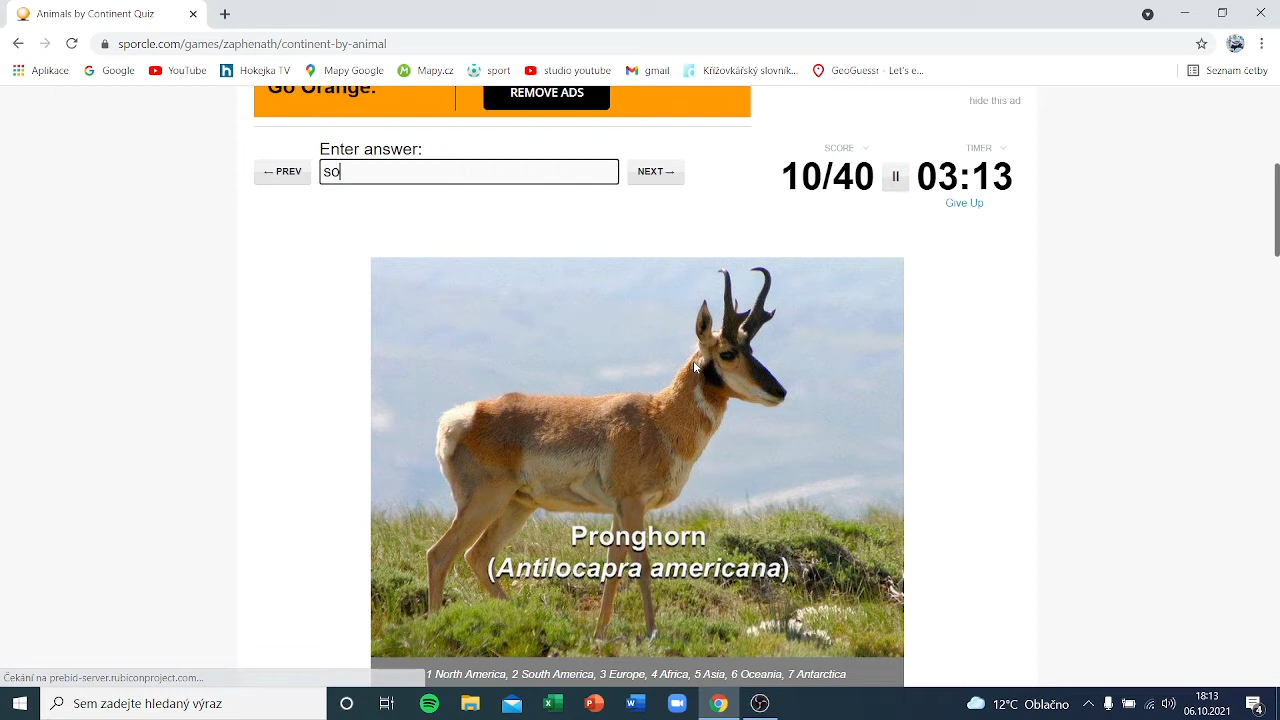 Animals by Continent Quiz
sporcle.com/games/zapheath/continent-by-animal
Aplikace Google YouTube Hokejka TV Mapy Google Mapy.cz sport studio youtube gmail Křížovkářský slovník... GeoGuessr - Let's e... Seznam četby
Go Orange.
REMOVE ADS
hide this ad
Enter answer:
← PREV
so
NEXT →
SCORE
10/40
TIMER
03:13
Give Up
Pronghorn
(Antilocapra americana)
1 North America, 2 South America, 3 Europe, 4 Africa, 5 Asia, 6 Oceania, 7 Antarctica
Čekání na prebid-server.rubiconproject.com...
Sem zadejte hledaný výraz
12°C Oblačno
18:13
06.10.2021